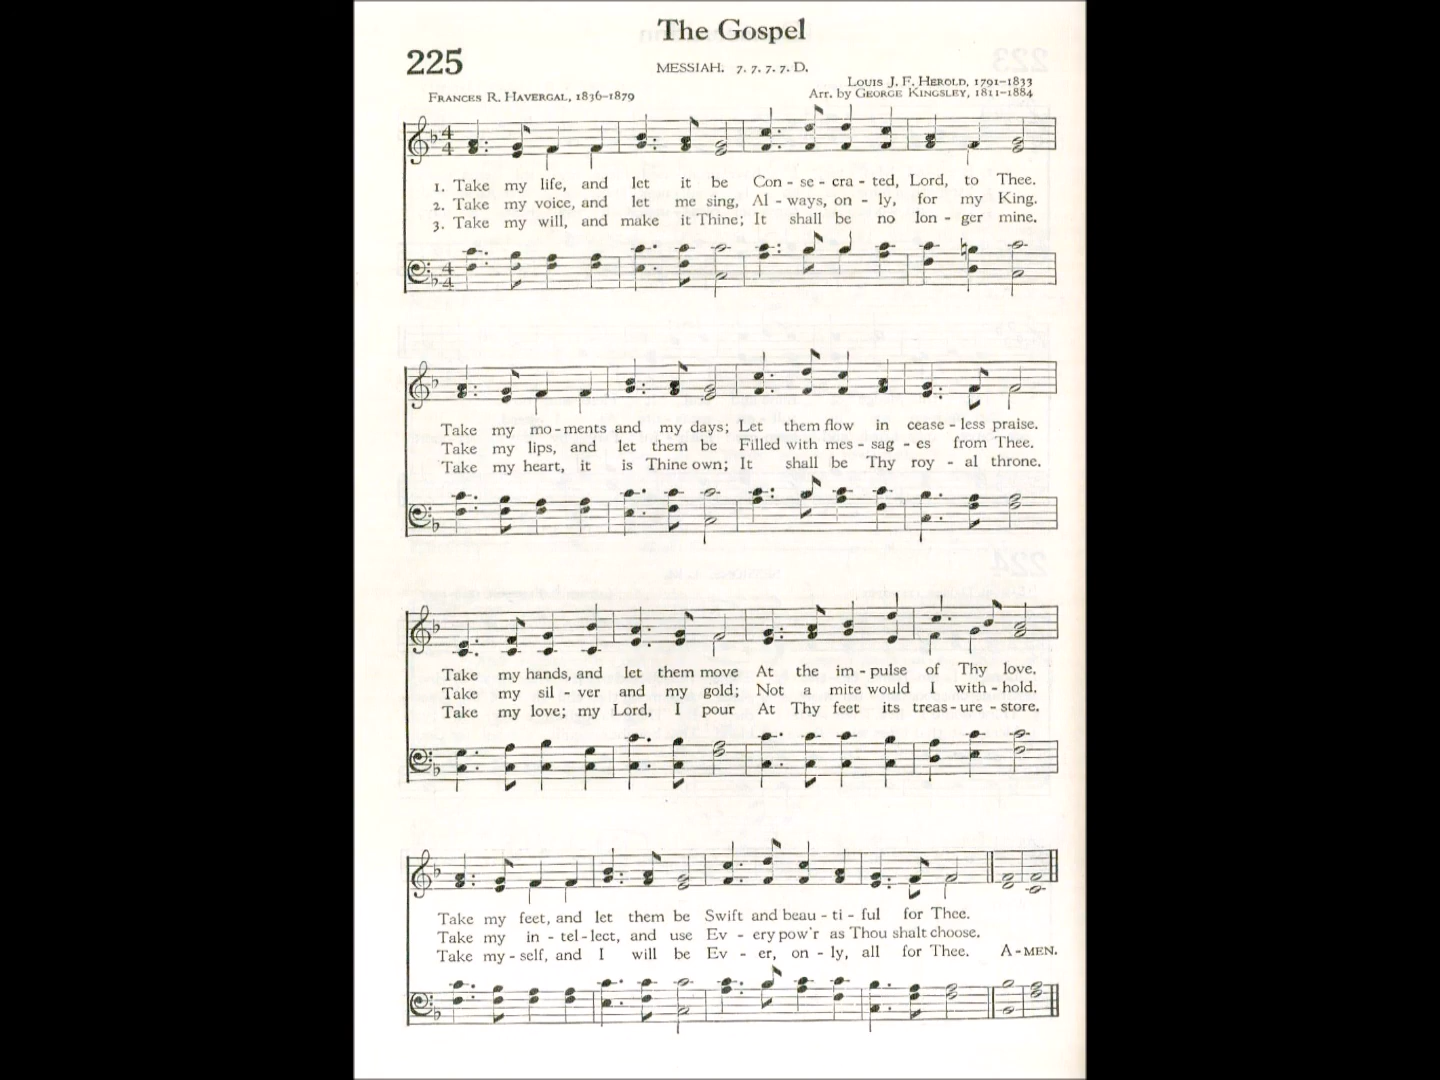 The Gospel
225
MESSIAH. 7. 7. 7. 7. D.
LOUIS J. F. HEROLD, 1791-1833
FRANCES R. HAVERGAL, 1836-1879
Arr. by GEORGE KINGSLEY, 1811-1884
1. Take my life, and let it be Con - se - cra - ted, Lord, to Thee.
2. Take my voice, and let me sing, Al - ways, on - ly, for my King.
3. Take my will, and make it Thine; It shall be no lon - ger mine.
Take my mo - ments and my days; Let them flow in cease - less praise.
Take my lips, and let them be Filled with mes - sag - es from Thee.
Take my heart, it is Thine own; It shall be Thy roy - al throne.
Take my hands, and let them move At the im - pulse of Thy love.
Take my sil - ver and my gold; Not a mite would I with - hold.
Take my love; my Lord, I pour At Thy feet its treas - ure - store.
Take my feet, and let them be Swift and beau - ti - ful for Thee.
Take my in - tel - lect, and use Ev - ery pow'r as Thou shalt choose.
Take my - self, and I will be Ev - er, on - ly, all for Thee. A - MEN.